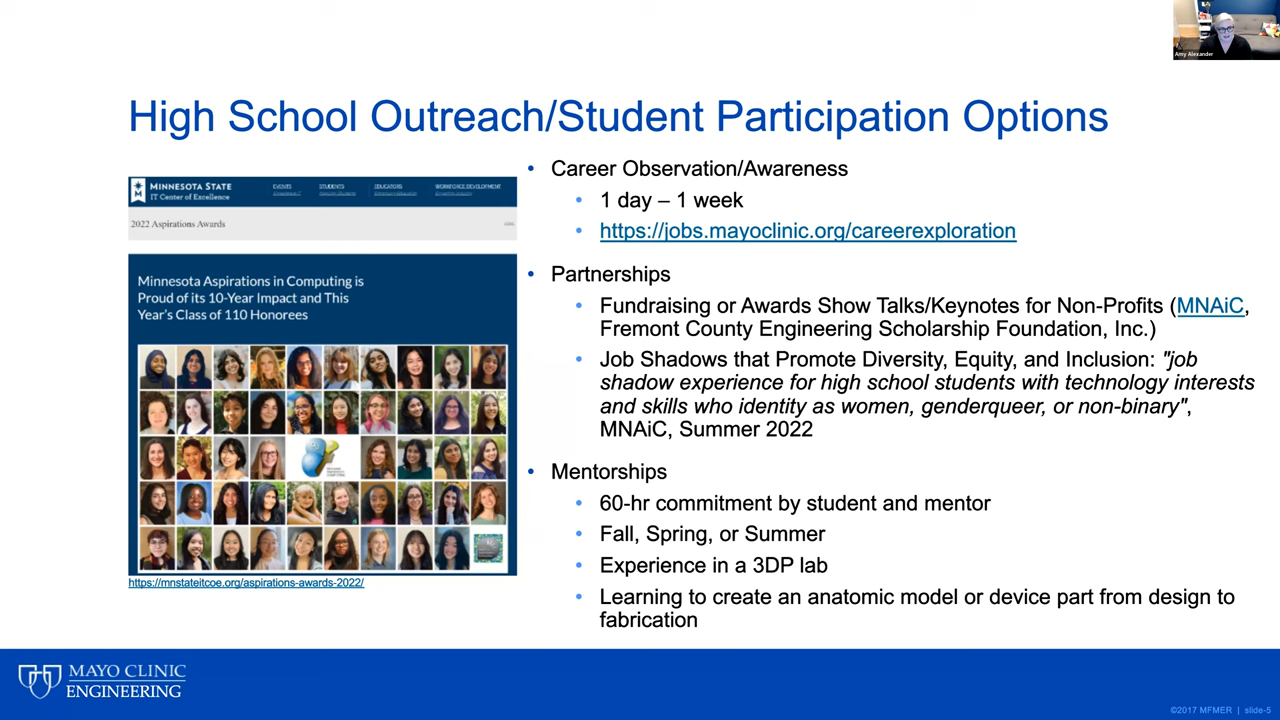 Amy Alexander
High School Outreach/Student Participation Options
MINNESOTA STATE
IT Center of Excellence
EVENTS
STUDENTS
EDUCATORS
WORKFORCE DEVELOPMENT
2022 Aspirations Awards
Minnesota Aspirations in Computing is
Proud of its 10-Year Impact and This
Year's Class of 110 Honorees
https://mnstateitcoe.org/aspirations-awards-2022/
• Career Observation/Awareness
• 1 day – 1 week
• https://jobs.mayoclinic.org/careerexploration
• Partnerships
• Fundraising or Awards Show Talks/Keynotes for Non-Profits (MNAiC,
Fremont County Engineering Scholarship Foundation, Inc.)
• Job Shadows that Promote Diversity, Equity, and Inclusion: "job
shadow experience for high school students with technology interests
and skills who identify as women, genderqueer, or non-binary",
MNAiC, Summer 2022
• Mentorships
• 60-hr commitment by student and mentor
• Fall, Spring, or Summer
• Experience in a 3DP lab
• Learning to create an anatomic model or device part from design to
fabrication
MAYO CLINIC
ENGINEERING
©2017 MFMER | slide-5